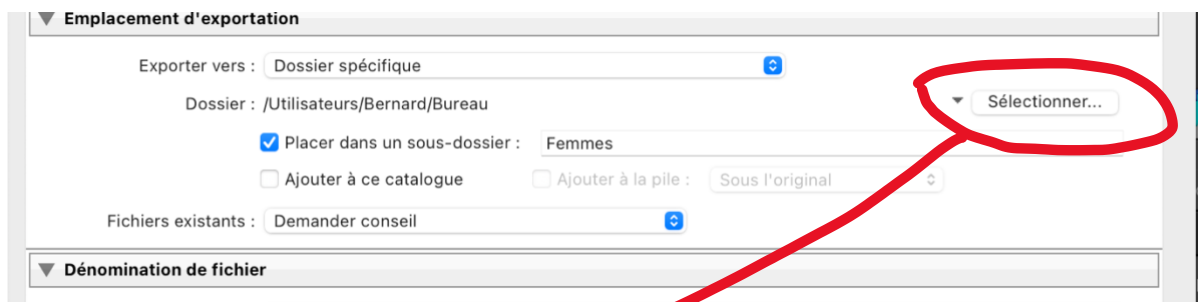 Emplacement d'exportation
Exporter vers : Dossier spécifique
Dossier : /Utilisateurs/Bernard/Bureau Sélectionner...
Placer dans un sous-dossier : Femmes
Ajouter à ce catalogue Ajouter à la pile : Sous l'original
Fichiers existants : Demander conseil
Dénomination de fichier